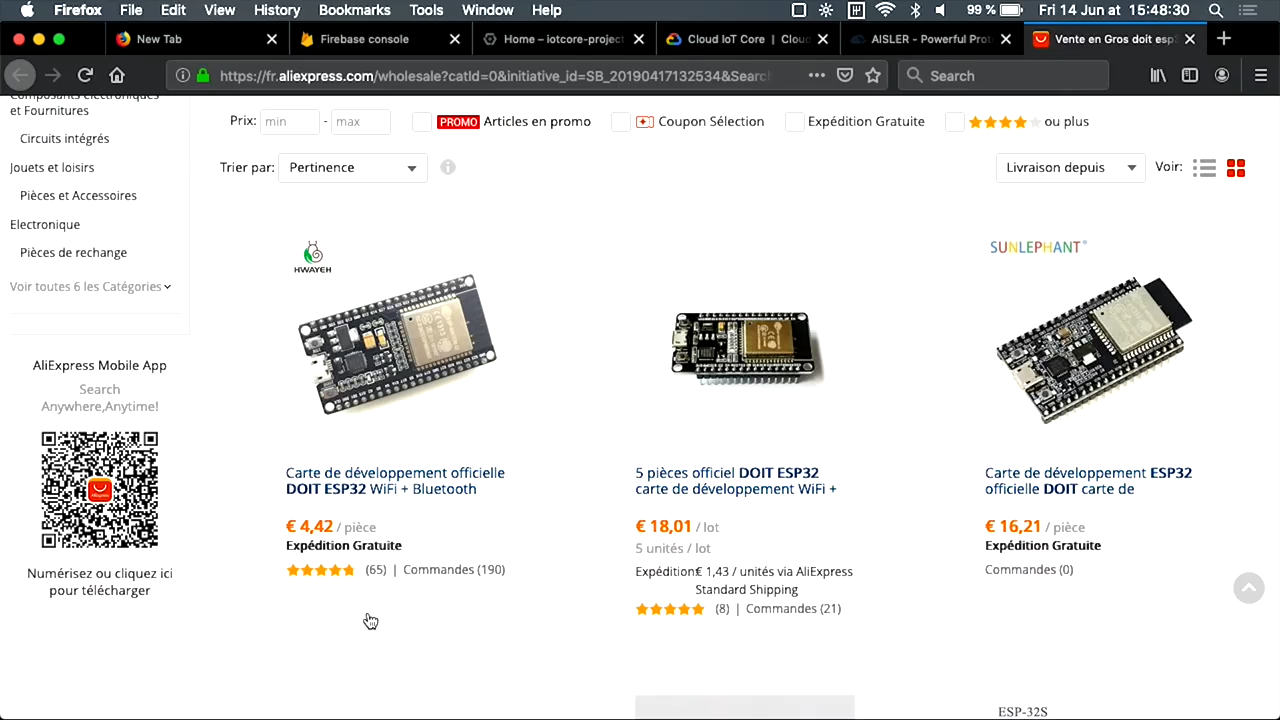 Firefox File Edit View History Bookmarks Tools Window Help 99 % Fri 14 Jun at 15:48:30
New Tab Firebase console Home – iotcore-project Cloud IoT Core | Cloud AISLER - Powerful Prot Vente en Gros doit esp3
https://fr.aliexpress.com/wholesale?catId=0&initiative_id=SB_20190417132534&Searc Search
Composants électroniques
et Fournitures
Circuits intégrés
Jouets et loisirs
Pièces et Accessoires
Electronique
Pièces de rechange
Voir toutes 6 les Catégories
AliExpress Mobile App
Search
Anywhere,Anytime!
AliExpress
Numérisez ou cliquez ici
pour télécharger
Prix: min - max PROMO Articles en promo Coupon Sélection Expédition Gratuite ou plus
Trier par: Pertinence Livraison depuis Voir:
HWAYEH
Carte de développement officielle
DOIT ESP32 WiFi + Bluetooth
€ 4,42 / pièce
Expédition Gratuite
(65) | Commandes (190)
5 pièces officiel DOIT ESP32
carte de développement WiFi +
€ 18,01 / lot
5 unités / lot
Expédition: € 1,43 / unités via AliExpress
Standard Shipping
(8) | Commandes (21)
SUNLEPHANT®
Carte de développement ESP32
officielle DOIT carte de
€ 16,21 / pièce
Expédition Gratuite
Commandes (0)
ESP-32S